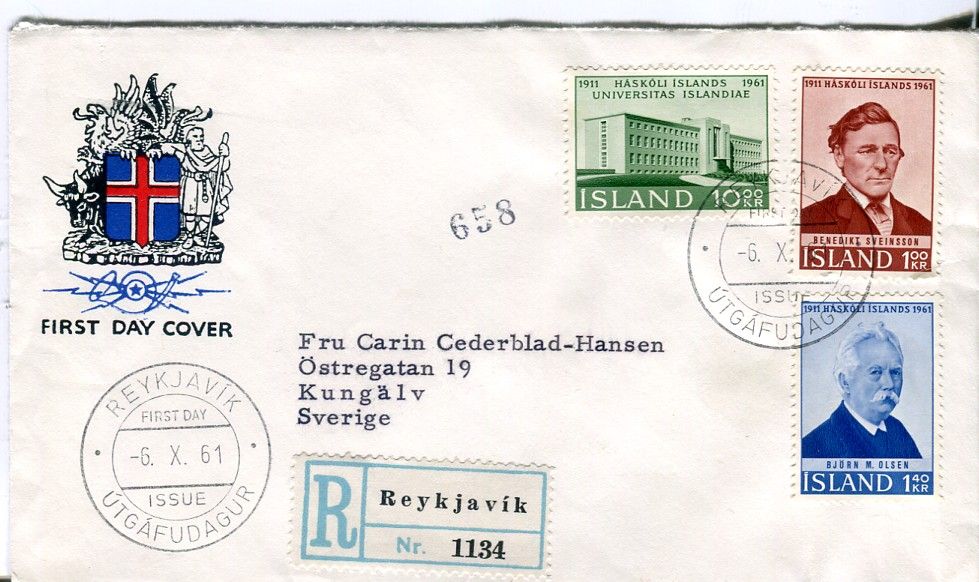 FIRST DAY COVER
REYKJAVÍK
FIRST DAY
-6. X. 61
ISSUE
ÚTGÁFUDAGUR
658
Fru Carin Cederblad-Hansen
Östregatan 19
Kungälv
Sverige
R
Reykjavík
Nr. 1134
1911 HÁSKÓLI ÍSLANDS 1961
UNIVERSITAS ISLANDIAE
ÍSLAND 10.00 KR
1911 HÁSKÓLI ÍSLANDS 1961
BENEDIKT SVEINSSON
ÍSLAND 1.00 KR.
-6. X.
ISSUE
ÚTGÁFUDAGUR
1911 HÁSKÓLI ÍSLANDS 1961
BJÖRN M. OLSEN
ÍSLAND 1.40 KR